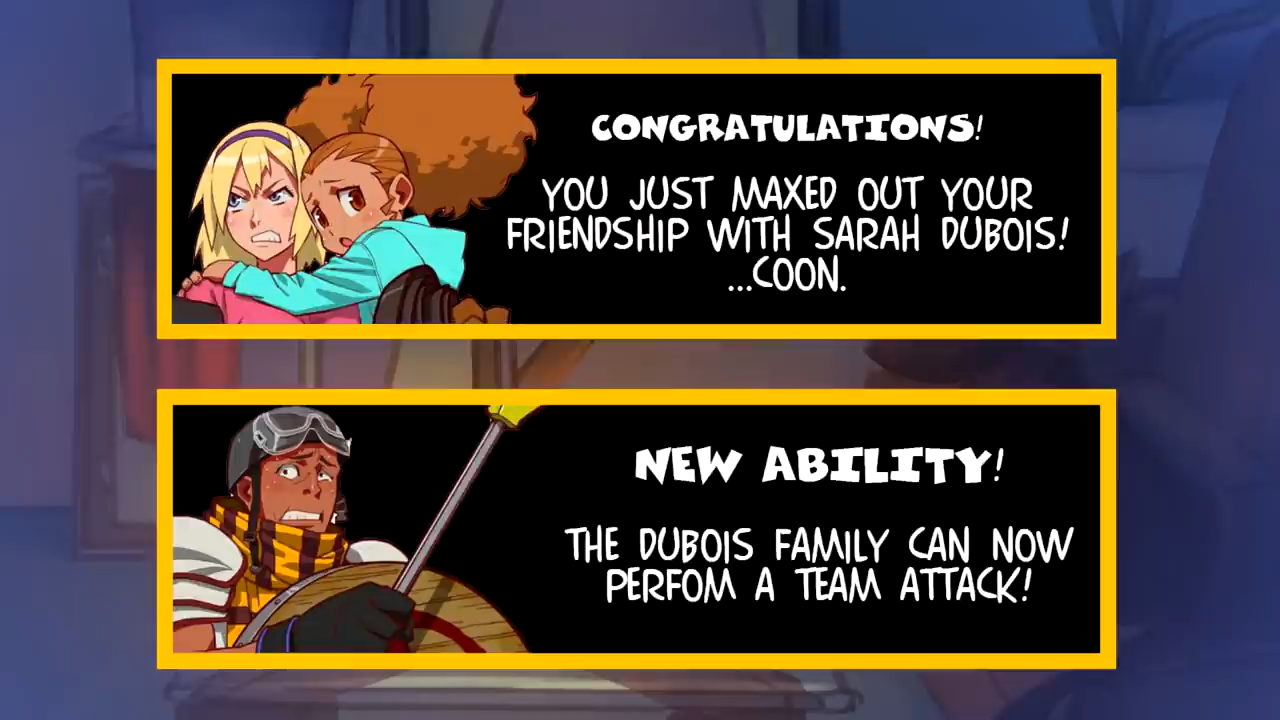 CONGRATULATIONS!
YOU JUST MAXED OUT YOUR
FRIENDSHIP WITH SARAH DUBOIS!
...COON.
NEW ABILITY!
THE DUBOIS FAMILY CAN NOW
PERFOM A TEAM ATTACK!